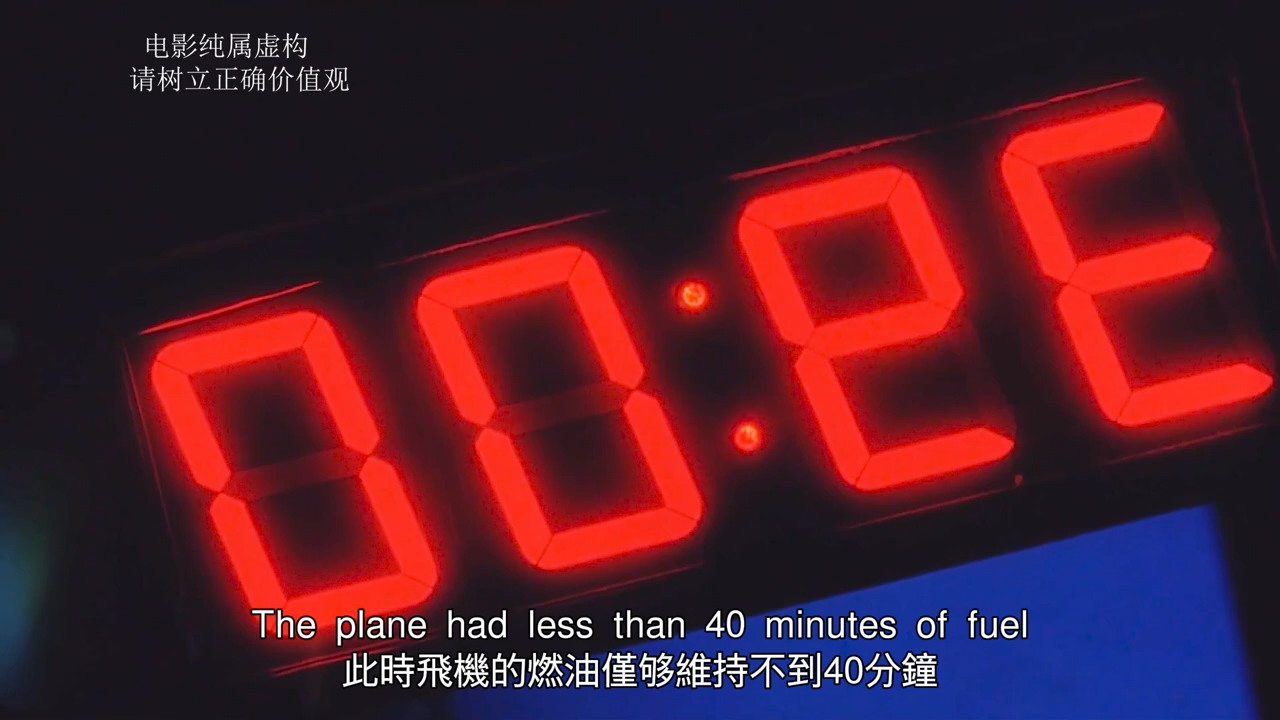 电影纯属虚构
请树立正确价值观
00:eE
The plane had less than 40 minutes of fuel
此時飛機的燃油僅够維持不到40分鐘